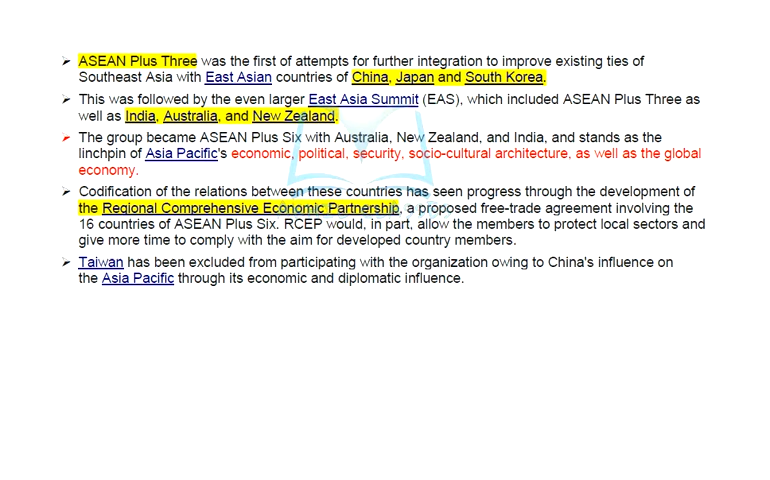 ASEAN Plus Three was the first of attempts for further integration to improve existing ties of
Southeast Asia with East Asian countries of China, Japan and South Korea.
This was followed by the even larger East Asia Summit (EAS), which included ASEAN Plus Three as
well as India, Australia, and New Zealand.
The group became ASEAN Plus Six with Australia, New Zealand, and India, and stands as the
linchpin of Asia Pacific's economic, political, security, socio-cultural architecture, as well as the global
economy.
Codification of the relations between these countries has seen progress through the development of
the Regional Comprehensive Economic Partnership, a proposed free-trade agreement involving the
16 countries of ASEAN Plus Six. RCEP would, in part, allow the members to protect local sectors and
give more time to comply with the aim for developed country members.
Taiwan has been excluded from participating with the organization owing to China's influence on
the Asia Pacific through its economic and diplomatic influence.